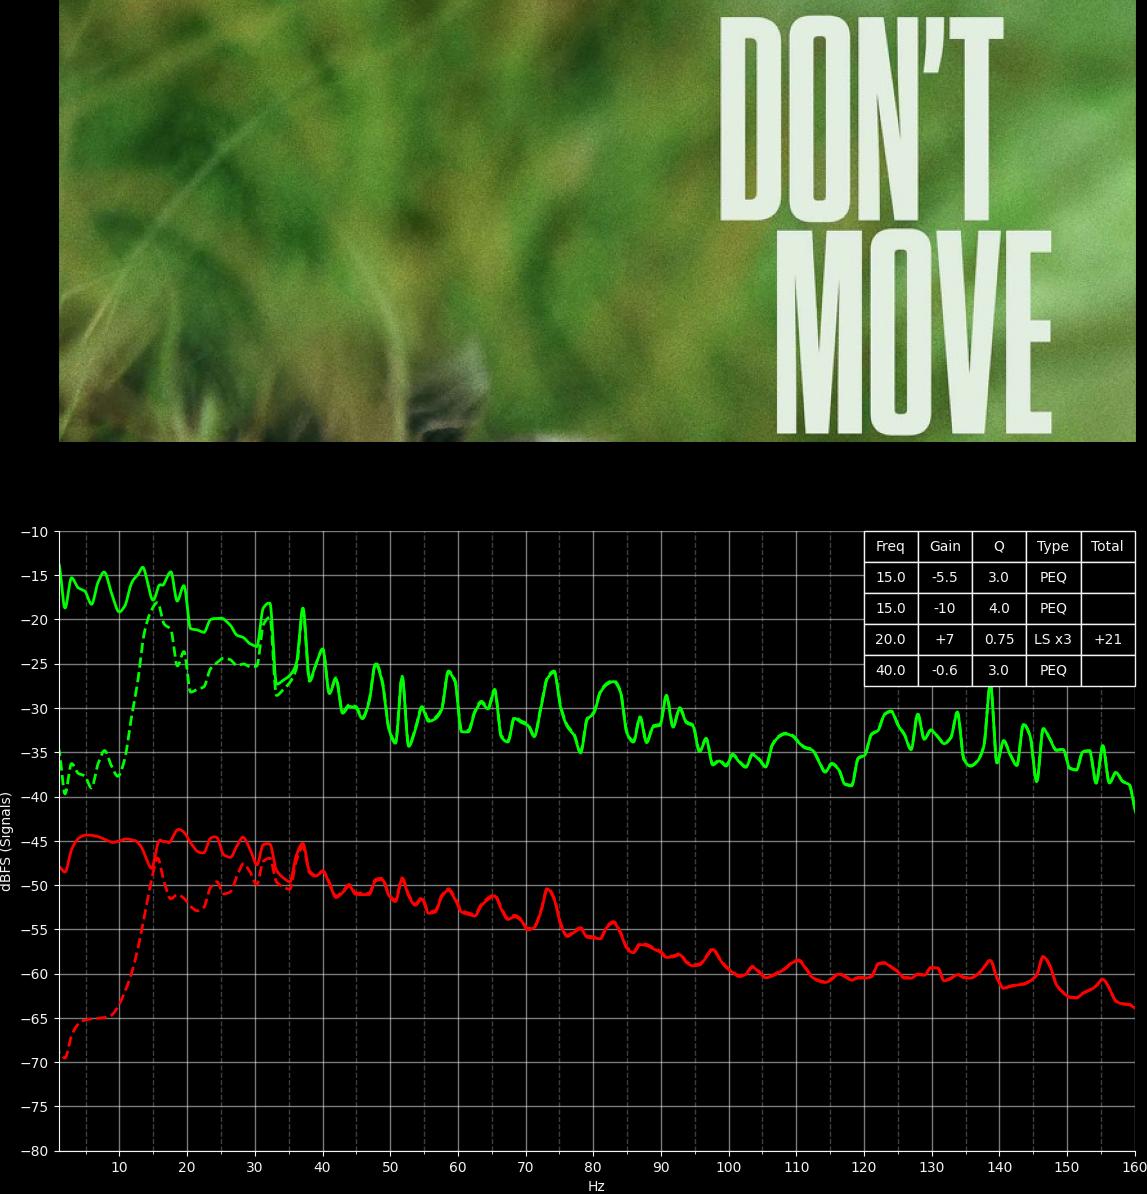 DON'T
MOVE
Freq Gain Q Type Total
15.0 -5.5 3.0 PEQ
15.0 -10 4.0 PEQ
20.0 +7 0.75 LS x3 +21
40.0 -0.6 3.0 PEQ
−10
−15
−20
−25
−30
−35
−40
−45
−50
−55
−60
−65
−70
−75
−80
dBFS (Signals)
10 20 30 40 50 60 70 80 90 100 110 120 130 140 150 160
Hz